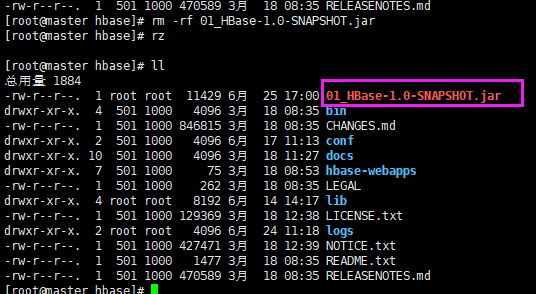 -rw-r--r--.  1  501 1000 470589 3月  18 08:35 RELEASENOTES.md
[root@master hbase]# rm -rf 01_HBase-1.0-SNAPSHOT.jar
[root@master hbase]# rz
[root@master hbase]# ll
总用量 1884
-rw-r--r--.  1 root root  11429 6月  25 17:00 01_HBase-1.0-SNAPSHOT.jar
drwxr-xr-x.  4  501 1000   4096 3月  18 08:35 bin
-rw-r--r--.  1  501 1000 846815 3月  18 08:35 CHANGES.md
drwxr-xr-x.  2  501 1000   4096 6月  17 11:13 conf
drwxr-xr-x. 10  501 1000   4096 3月  18 11:27 docs
drwxr-xr-x.  7  501 1000     75 3月  18 08:53 hbase-webapps
-rw-r--r--.  1  501 1000    262 3月  18 08:35 LEGAL
drwxr-xr-x.  4 root root   8192 6月  14 14:17 lib
-rw-r--r--.  1  501 1000 129369 3月  18 12:38 LICENSE.txt
drwxr-xr-x.  2 root root   4096 6月  24 11:18 logs
-rw-r--r--.  1  501 1000 427471 3月  18 12:39 NOTICE.txt
-rw-r--r--.  1  501 1000   1477 3月  18 08:35 README.txt
-rw-r--r--.  1  501 1000 470589 3月  18 08:35 RELEASENOTES.md
[root@master hbase]#